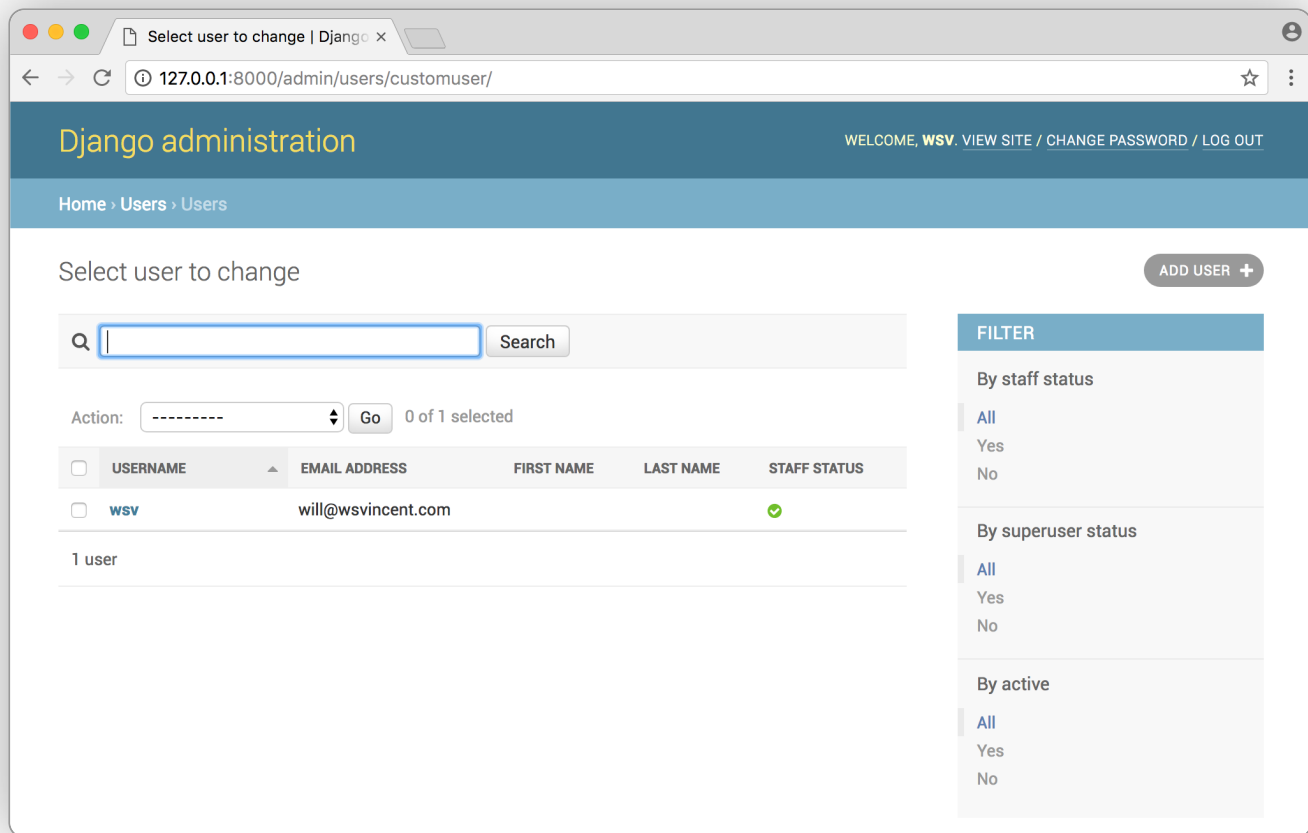 Select user to change | Django
127.0.0.1:8000/admin/users/customuser/
Django administration
WELCOME, WSV. VIEW SITE / CHANGE PASSWORD / LOG OUT
Home › Users › Users
Select user to change
ADD USER +
Search
Action: --------- Go 0 of 1 selected
USERNAME EMAIL ADDRESS FIRST NAME LAST NAME STAFF STATUS
wsv will@wsvincent.com
1 user
FILTER
By staff status
All
Yes
No
By superuser status
All
Yes
No
By active
All
Yes
No